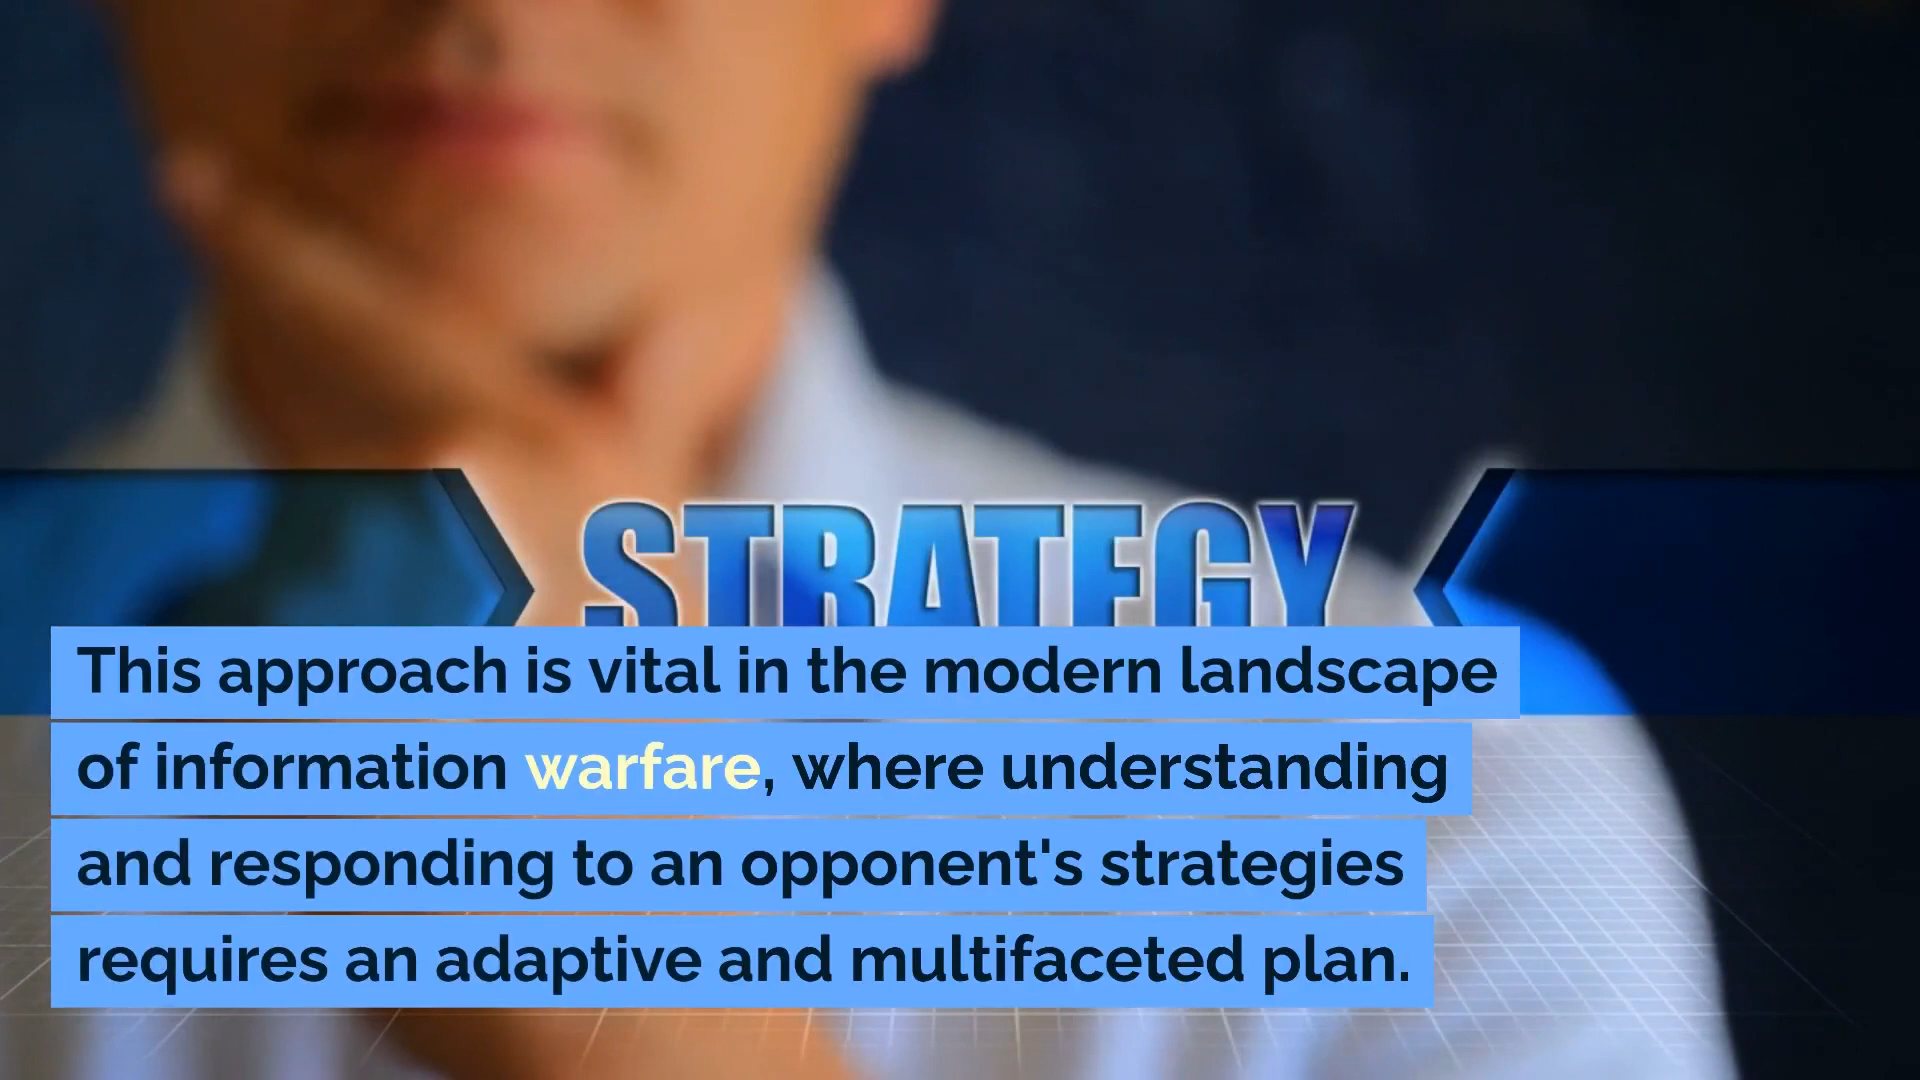 STRATEGY
This approach is vital in the modern landscape
of information warfare, where understanding
and responding to an opponent's strategies
requires an adaptive and multifaceted plan.